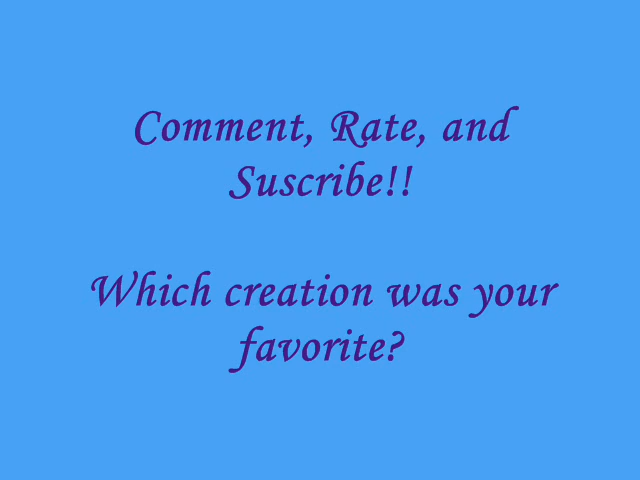 Comment, Rate, and
Suscribe!!
Which creation was your
favorite?